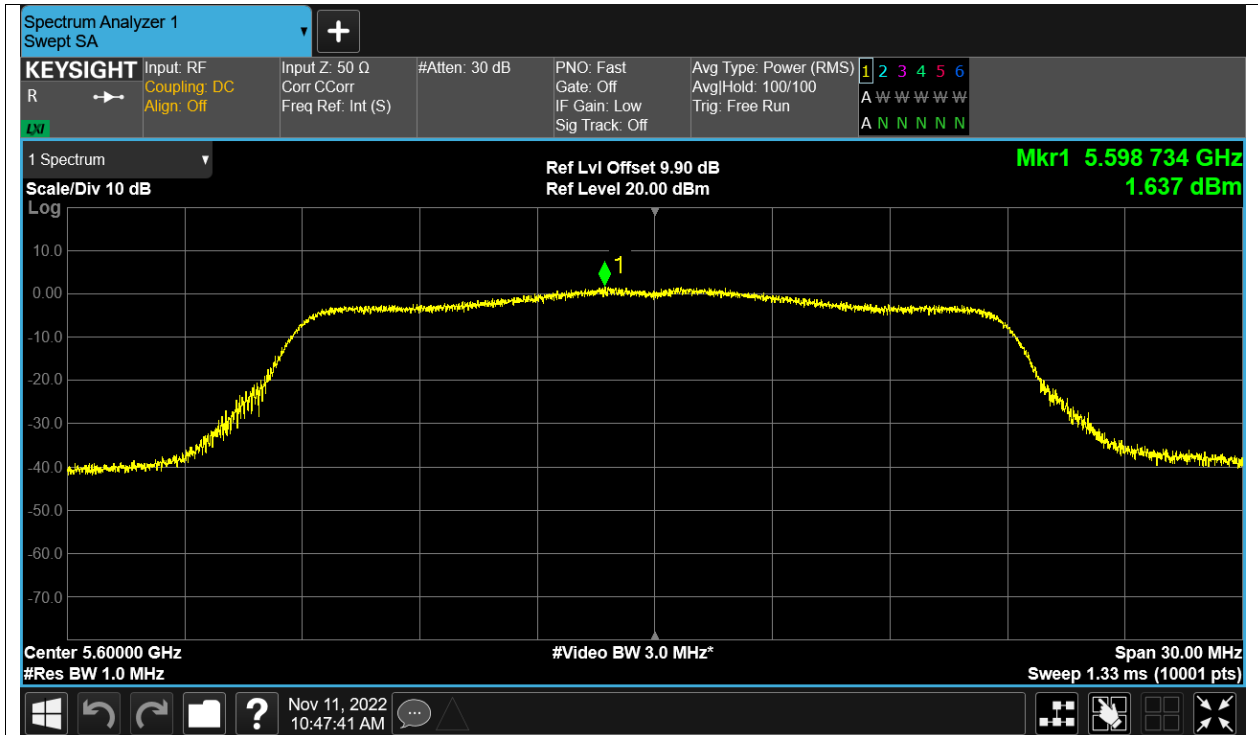 Spectrum Analyzer 1
Swept SA
KEYSIGHT
R
LXI
Input: RF
Coupling: DC
Align: Off
Input Z: 50 Ω
Corr CCorr
Freq Ref: Int (S)
#Atten: 30 dB
PNO: Fast
Gate: Off
IF Gain: Low
Sig Track: Off
Avg Type: Power (RMS)
Avg|Hold: 100/100
Trig: Free Run
1 2 3 4 5 6
A W W W W W
A N N N N N
1 Spectrum
Scale/Div 10 dB
Log
Ref Lvl Offset 9.90 dB
Ref Level 20.00 dBm
Mkr1 5.598 734 GHz
1.637 dBm
10.0
0.00
-10.0
-20.0
-30.0
-40.0
-50.0
-60.0
-70.0
1
Center 5.60000 GHz
#Res BW 1.0 MHz
#Video BW 3.0 MHz*
Span 30.00 MHz
Sweep 1.33 ms (10001 pts)
?
Nov 11, 2022
10:47:41 AM